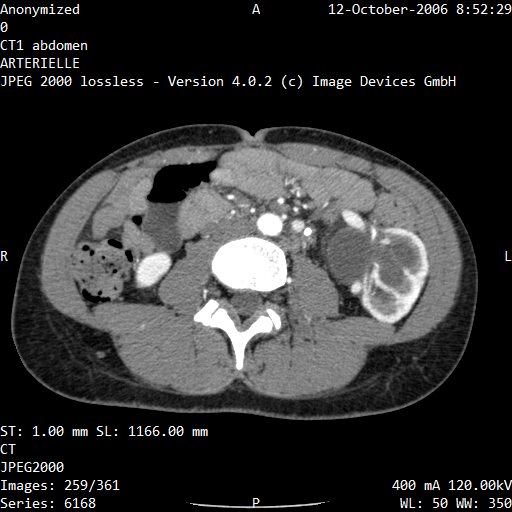 Anonymized A 12-October-2006 8:52:29
0
CT1 abdomen
ARTERIELLE
JPEG 2000 lossless - Version 4.0.2 (c) Image Devices GmbH
R L
ST: 1.00 mm SL: 1166.00 mm
CT
JPEG2000
Images: 259/361 400 mA 120.00kV
Series: 6168 P WL: 50 WW: 350